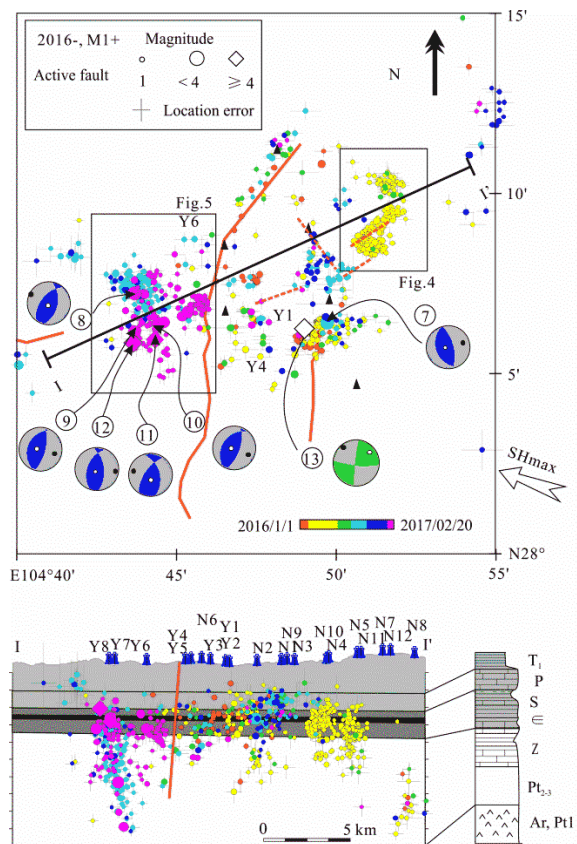 15'
2016-, M1+ Magnitude
Active fault 1 < 4 ⩾ 4
Location error
N
10'
I'
Fig.5
Y6
Fig.4
⑧
Y1
⑦
Y4
5'
I
⑨
⑫
⑪
⑩
⑬
SHmax
2016/1/1 2017/02/20
N28°
E104°40' 45' 50' 55'
N6 Y1 N9 N10 N5 N7 N8
I Y8 Y7 Y6 Y4 Y5 Y3 Y2 N2 N1 N3 N4 N11 N12 I'
T₁
P
S
∈
Z
Pt₂₋₃
Ar, Pt1
0 5 km